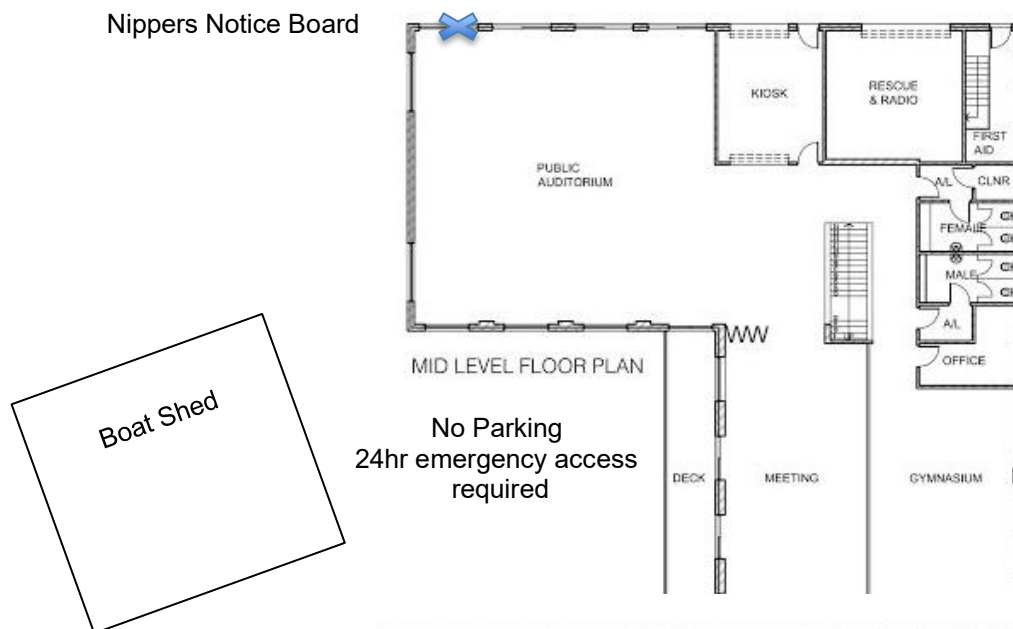 Nippers Notice Board
KIOSK
RESCUE
& RADIO
FIRST
AID
PUBLIC
AUDITORIUM
A/L
CLNR
FEMALE
MALE
A/L
OFFICE
MID LEVEL FLOOR PLAN
Boat Shed
No Parking
24hr emergency access
required
DECK
MEETING
GYMNASIUM